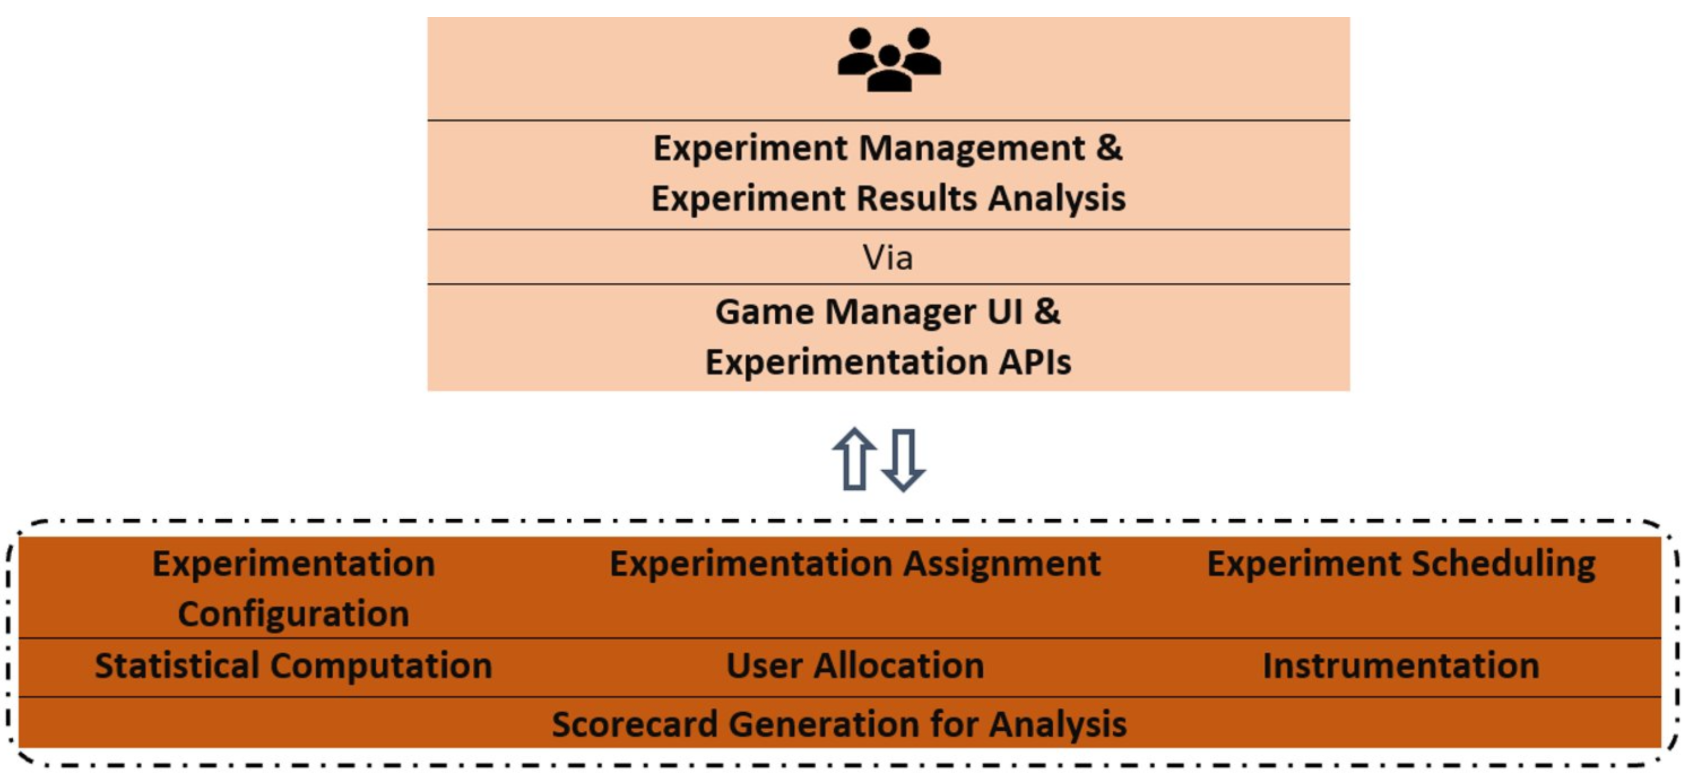 Experiment Management &
Experiment Results Analysis
Via
Game Manager UI &
Experimentation APIs
Experimentation
Configuration
Experimentation Assignment
Experiment Scheduling
Statistical Computation
User Allocation
Instrumentation
Scorecard Generation for Analysis